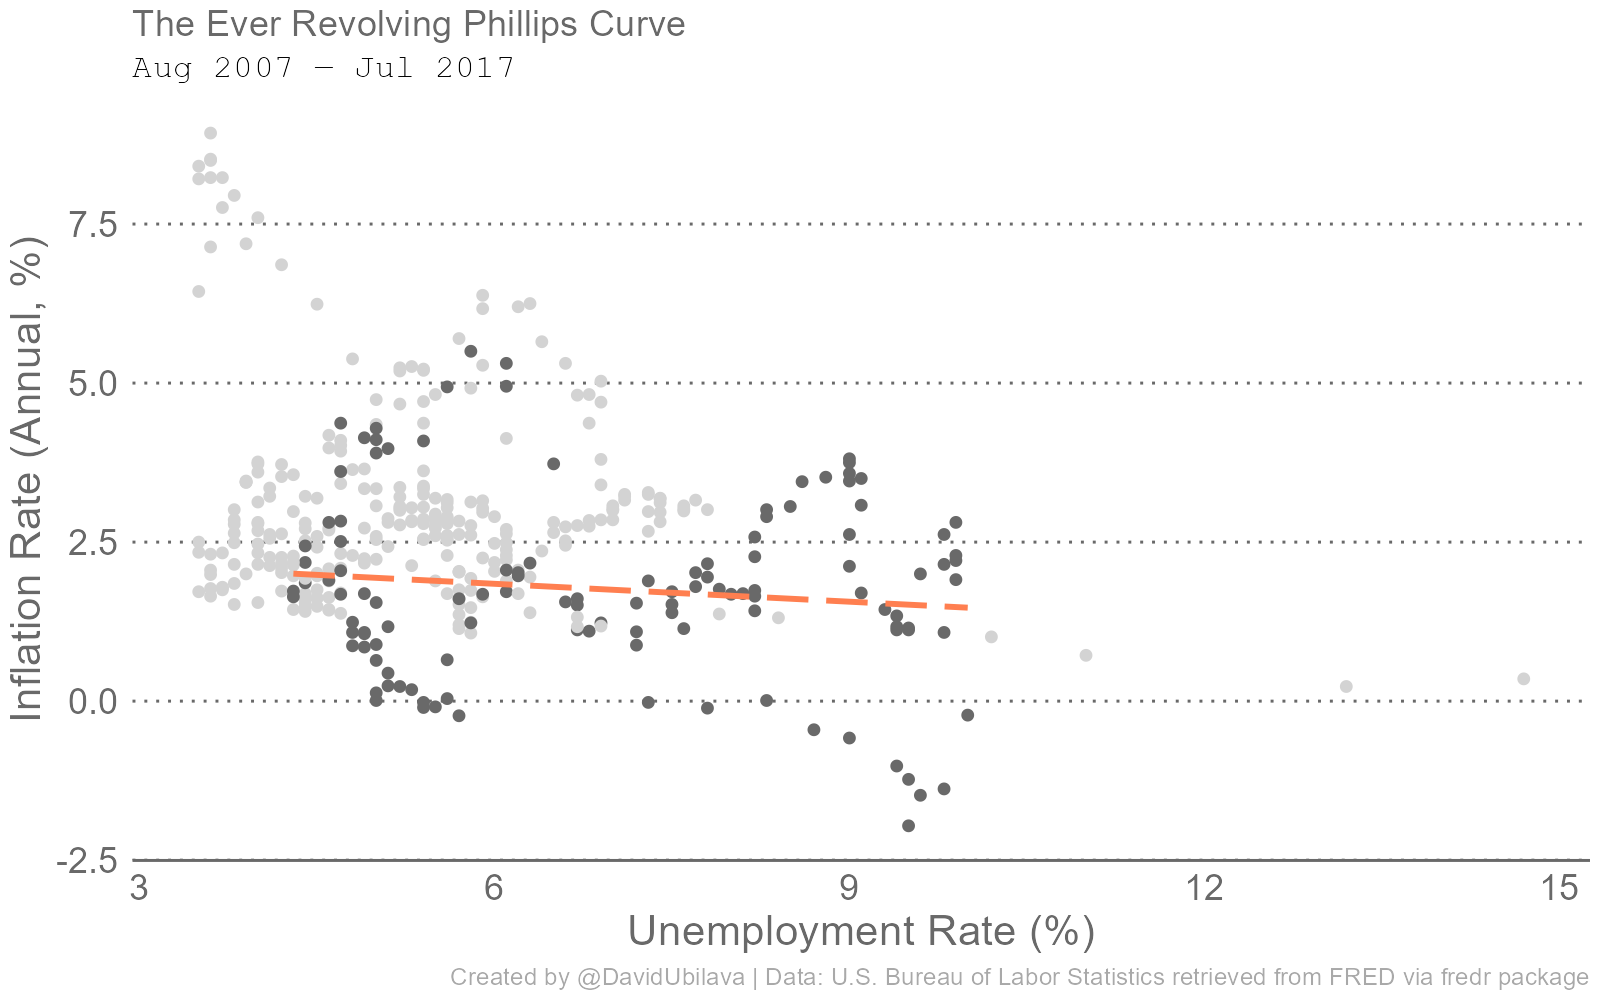 The Ever Revolving Phillips Curve
Aug 2007 — Jul 2017
Inflation Rate (Annual, %)
7.5
5.0
2.5
0.0
-2.5
3 6 9 12 15
Unemployment Rate (%)
Created by @DavidUbilava | Data: U.S. Bureau of Labor Statistics retrieved from FRED via fredr package